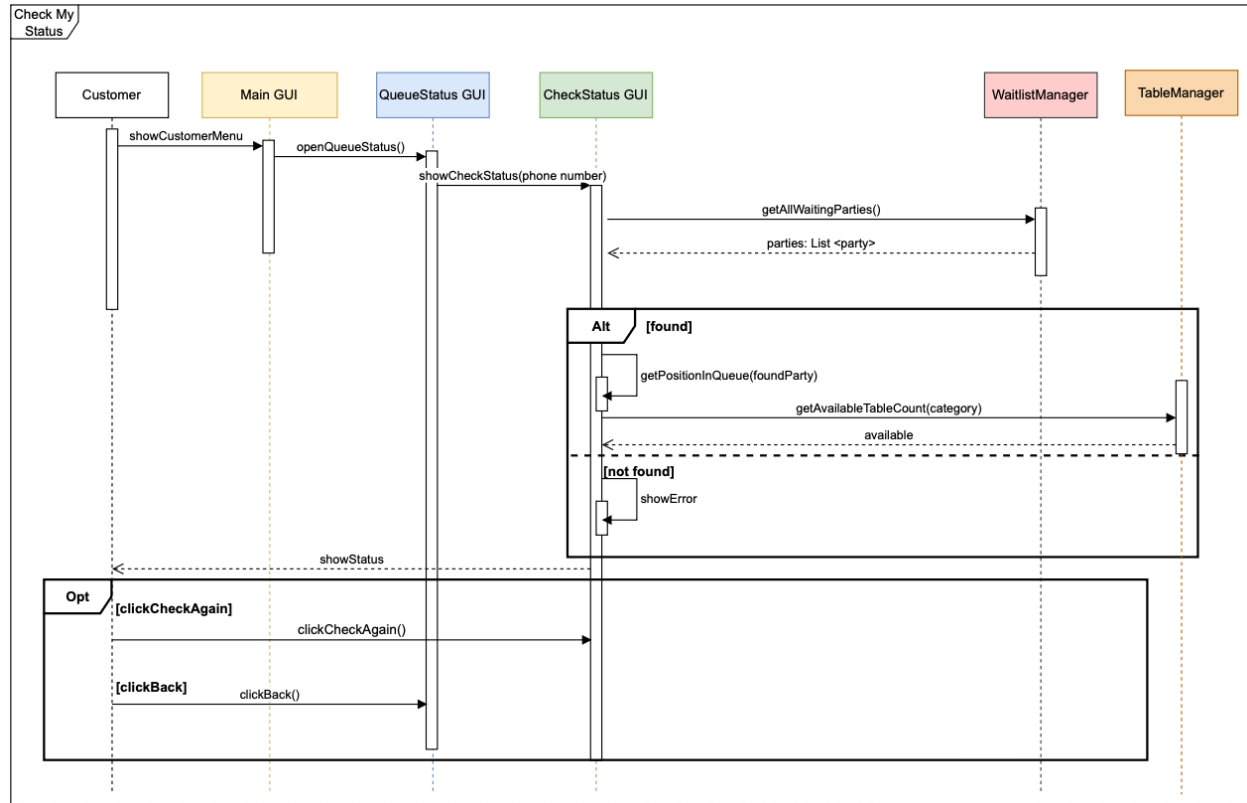 Check My
Status
Customer
Main GUI
QueueStatus GUI
CheckStatus GUI
WaitlistManager
TableManager
showCustomerMenu
openQueueStatus()
showCheckStatus(phone number)
getAllWaitingParties()
parties: List <party>
Alt
[found]
getPositionInQueue(foundParty)
getAvailableTableCount(category)
available
[not found]
showError
showStatus
Opt
[clickCheckAgain]
clickCheckAgain()
[clickBack]
clickBack()